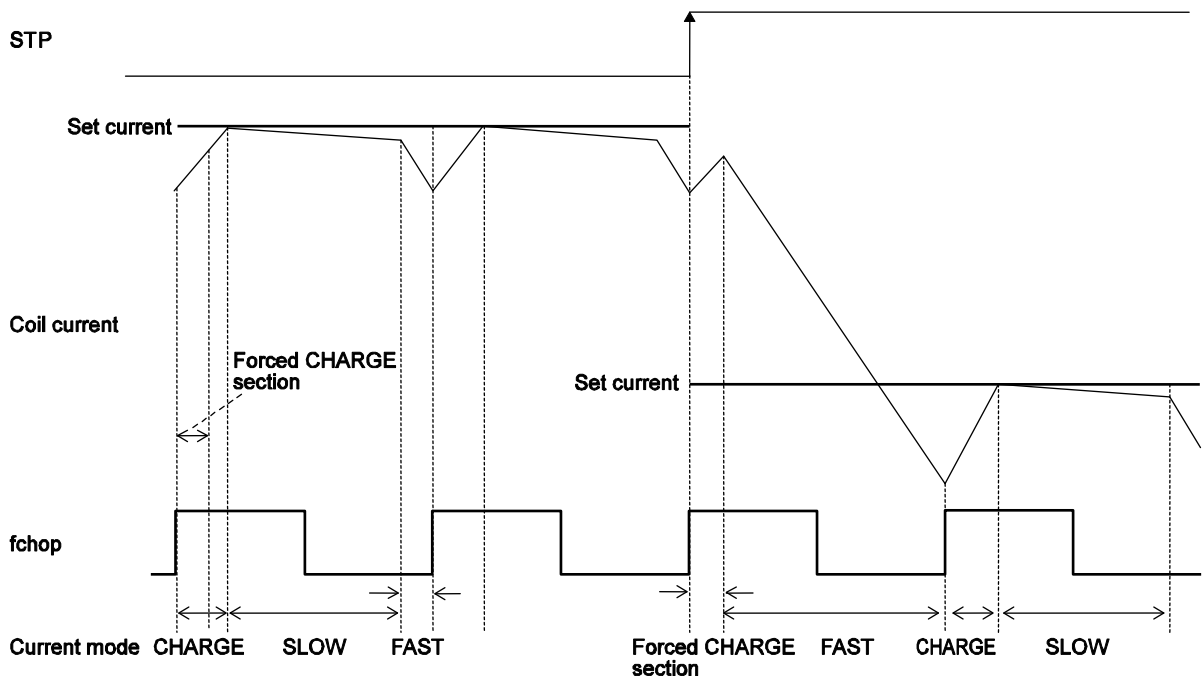 STP
Set current
Coil current
Forced CHARGE
section
Set current
fchop
Current mode CHARGE SLOW FAST Forced CHARGE FAST CHARGE SLOW
section